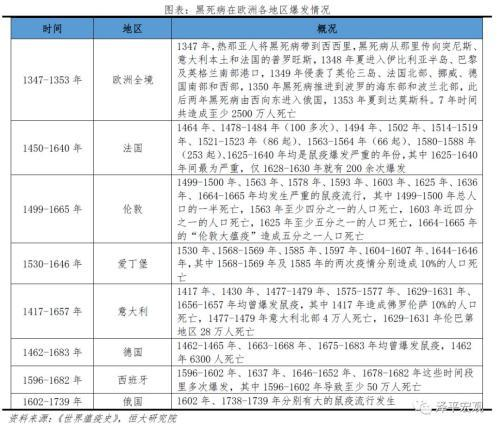 图表：黑死病在欧洲各地区爆发情况
时间 地区 概况
1347-1353 年 欧洲全境
1347 年，热那亚人将黑死病带到西西里，黑死病从那里传向突尼斯、
意大利本土和法国的普罗旺斯，1348 年夏进入伊比利亚半岛、巴黎
及英格兰南部港口，1349 年侵袭了英伦三岛、法国北部、挪威、德
国南部和西部，1350 年黑死病推进到波罗的海东部和波兰北部，此
后两年黑死病由西向东进入俄国，1353 年夏到达莫斯科。7 年时间
共造成至少 2500 万人死亡
1450-1640 年 法国
1464 年、1478-1484 年（100 多次）、1494 年、1502 年、1514-1519
年、1521-1523 年（86 起）、1563-1564 年（66 起）、1580-1588 年
（253 起）、1625-1640 年均是鼠疫爆发严重的年份，其中 1625-1640
年间最为严重，仅 1628-1630 年就有 200 余次爆发
1499-1665 年 伦敦
1499-1500 年、1563 年、1578 年、1593 年、1603 年、1625 年、1636
年、1664-1665 年均发生严重的鼠疫流行，其中 1499-1500 年总人
口的一半死亡，1563 年至少四分之一的人口死亡，1603 年近四分
之一的人口死亡，1625 年至少五分之一的人口死亡，1664-1665 年
的“伦敦大瘟疫”造成五分之一人口死亡
1530-1646 年 爱丁堡
1530 年、1568-1569 年、1585 年、1597 年、1604-1607 年、1644-1646
年，其中 1568-1569 年及 1585 年的两次疫情分别造成 10%的人口死
亡
1417-1657 年 意大利
1417 年、1430 年、1477-1479 年、1575-1577 年、1629-1631 年、
1656-1657 年均曾爆发鼠疫，其中 1417 年造成佛罗伦萨 10%的人口
死亡，1477-1479 年意大利北部 4 万人死亡，1629-1631 年伦巴第
地区 28 万人死亡
1462-1683 年 德国
1462-1465 年、1663-1668 年、1675-1683 年均曾爆发鼠疫，1462
年 6300 人死亡
1596-1682 年 西班牙
1596-1602 年、1637 年、1646-1652 年、1678-1682 年这些时间段
里多次爆发，其中 1596-1602 年导致至少 50 万人死亡
1602-1739 年 俄国
1602 年、1738-1739 年分别有大的鼠疫流行发生
资料来源：《世界瘟疫史》，恒大研究院
泽平宏观